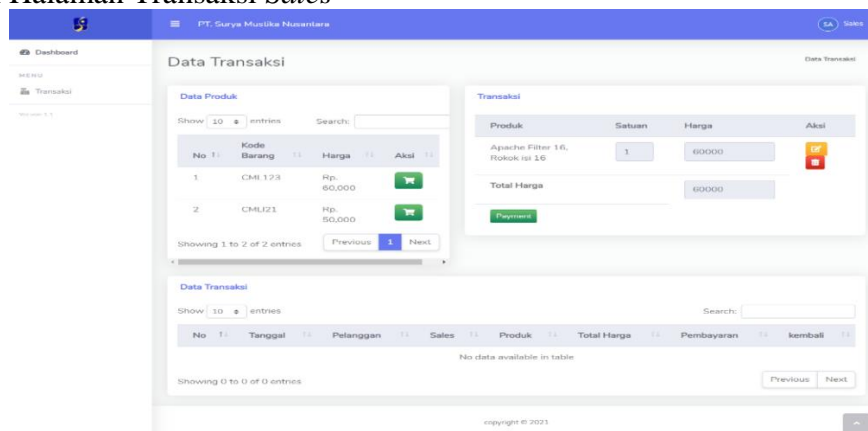 Halaman Transaksi Sales
PT. Surya Mustika Nusantara
SA Sales
Dashboard
MENU
Transaksi
Data Transaksi
Data Transaksi
Data Produk
Show 10 entries Search:
No Kode Barang Harga Aksi
1 CML123 Rp. 60,000
2 Rp. 50,000
Showing 1 to 2 of 2 entries
Previous 1 Next
Transaksi
Produk Satuan Harga Aksi
Apache Filter 16, Rokok isi 16 1 60000
Total Harga 60000
Payment
Data Transaksi
Show 10 entries Search:
No Tanggal Pelanggan Sales Produk Total Harga Pembayaran kembali
No data available in table
Showing 0 to 0 of 0 entries
Previous Next
copyright © 2021